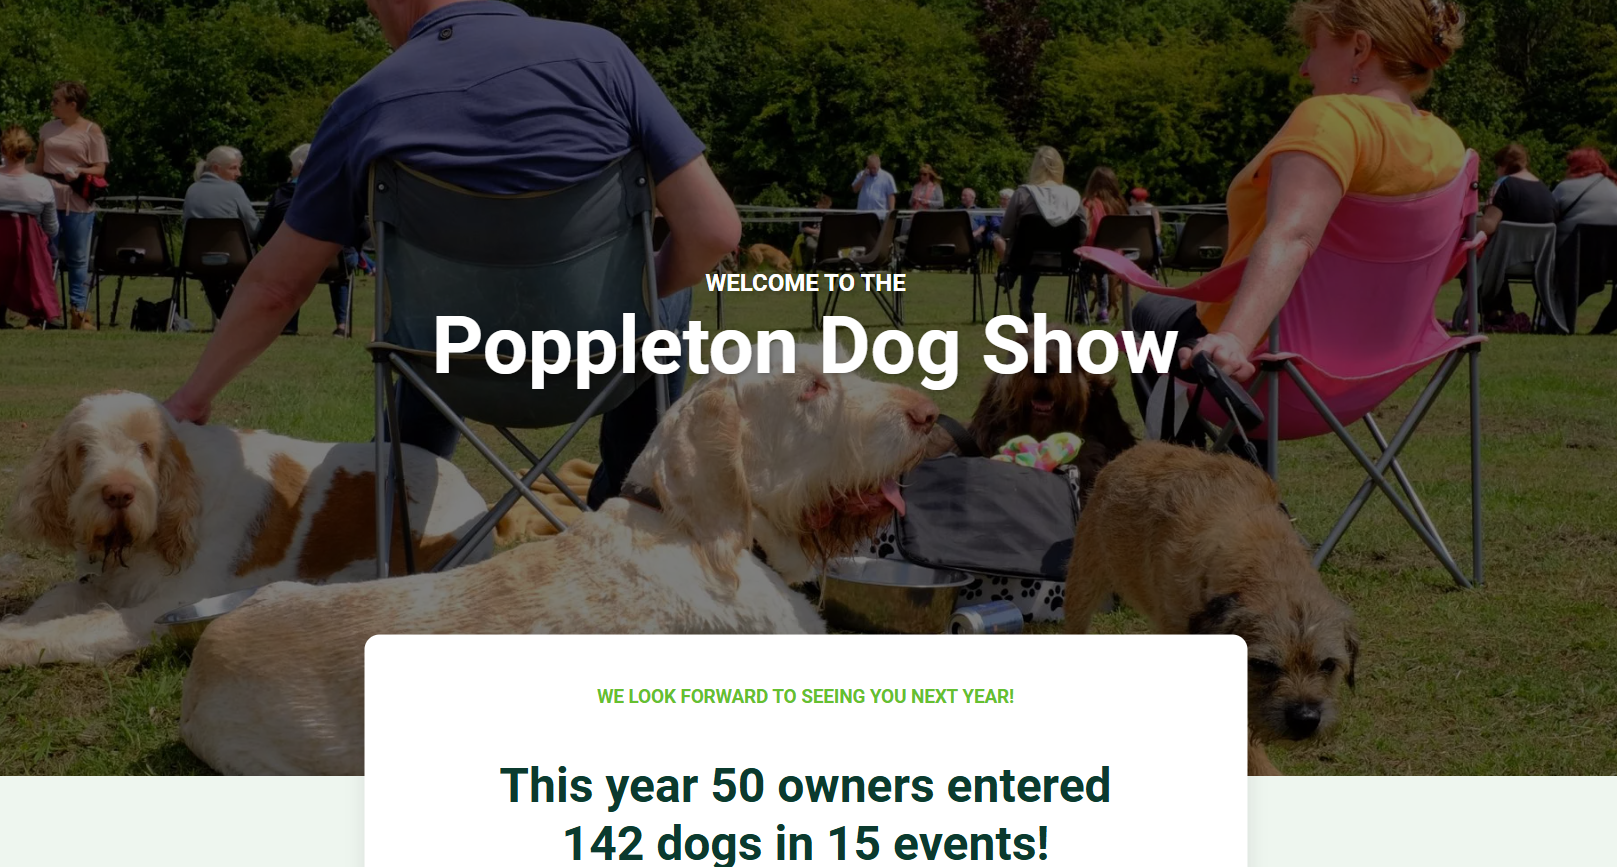 WELCOME TO THE
Poppleton Dog Show
WE LOOK FORWARD TO SEEING YOU NEXT YEAR!
This year 50 owners entered
142 dogs in 15 events!